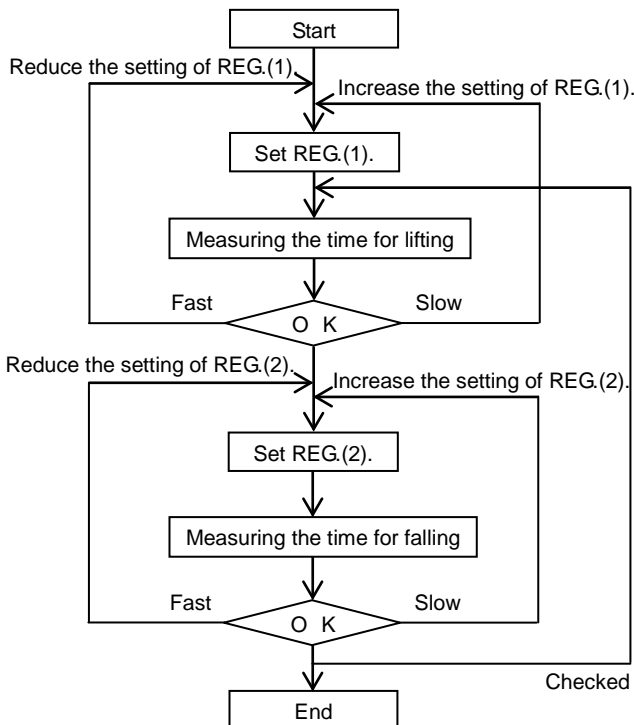 Start
Reduce the setting of REG.(1).
Increase the setting of REG.(1).
Set REG.(1).
Measuring the time for lifting
Fast
Slow
O K
Reduce the setting of REG.(2).
Increase the setting of REG.(2).
Set REG.(2).
Measuring the time for falling
Fast
Slow
O K
Checked
End